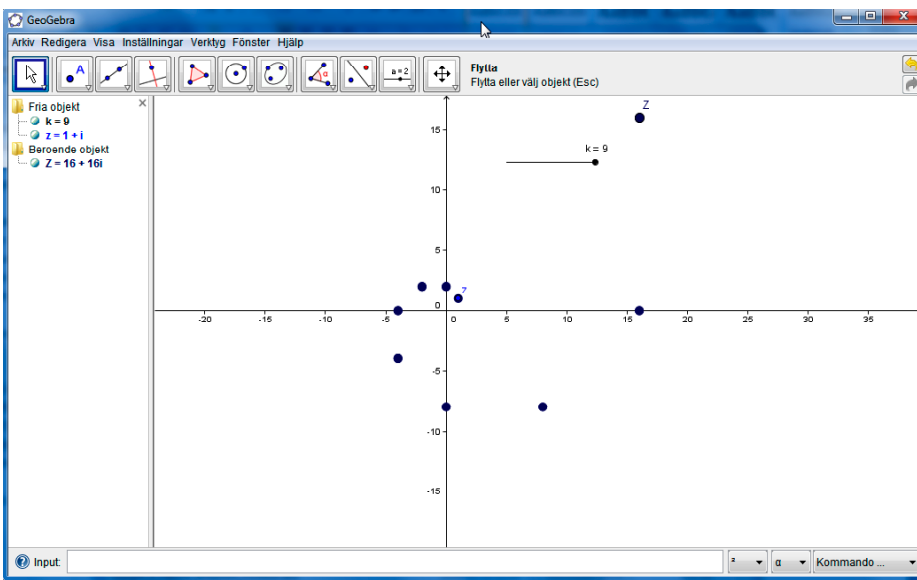 GeoGebra
Arkiv Redigera Visa Inställningar Verktyg Fönster Hjälp
A
α
a = 2
Flytta
Flytta eller välj objekt (Esc)
Fria objekt
k = 9
z = 1 + i
Beroende objekt
Z = 16 + 16i
Z
k = 9
z
15
10
5
0
-5
-10
-15
-20
-15
-10
-5
0
5
10
15
20
25
30
35
Input:
²
α
Kommando ...